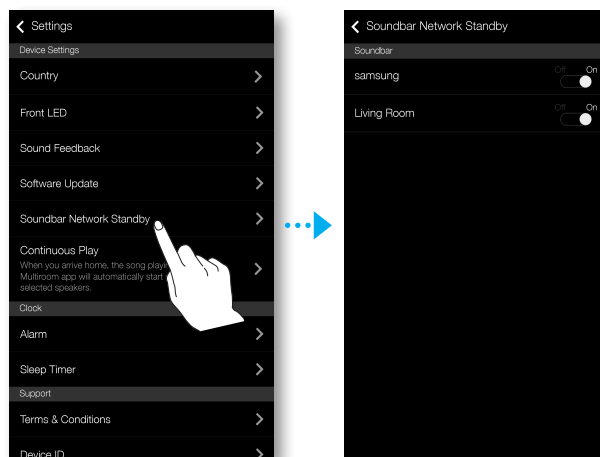 Settings
Device Settings
Country
Front LED
Sound Feedback
Software Update
Soundbar Network Standby
Continuous Play
When you arrive home, the song playi
Multiroom app will automatically start
selected speakers.
Clock
Alarm
Sleep Timer
Support
Terms & Conditions
Device ID
Soundbar Network Standby
Soundbar
samsung Off On
Living Room Off On